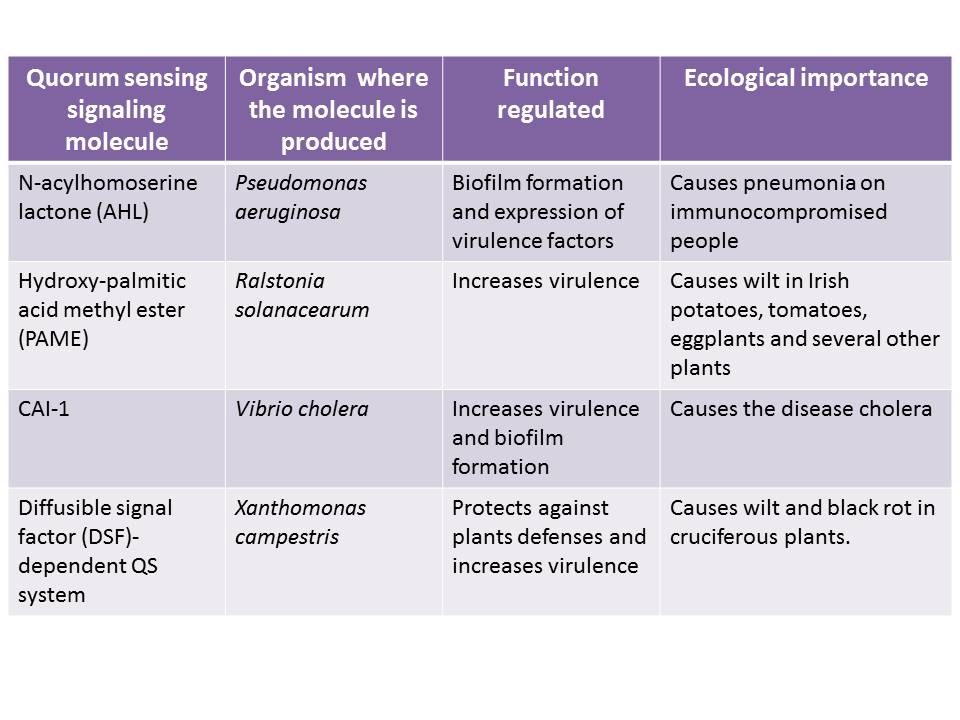 Quorum sensing
signaling
molecule
Organism where
the molecule is
produced
Function
regulated
Ecological importance
N-acylhomoserine
lactone (AHL)
Pseudomonas
aeruginosa
Biofilm formation
and expression of
virulence factors
Causes pneumonia on
immunocompromised
people
Hydroxy-palmitic
acid methyl ester
(PAME)
Ralstonia
solanacearum
Increases virulence
Causes wilt in Irish
potatoes, tomatoes,
eggplants and several other
plants
CAI-1
Vibrio cholera
Increases virulence
and biofilm
formation
Causes the disease cholera
Diffusible signal
factor (DSF)-
dependent QS
system
Xanthomonas
campestris
Protects against
plants defenses and
increases virulence
Causes wilt and black rot in
cruciferous plants.